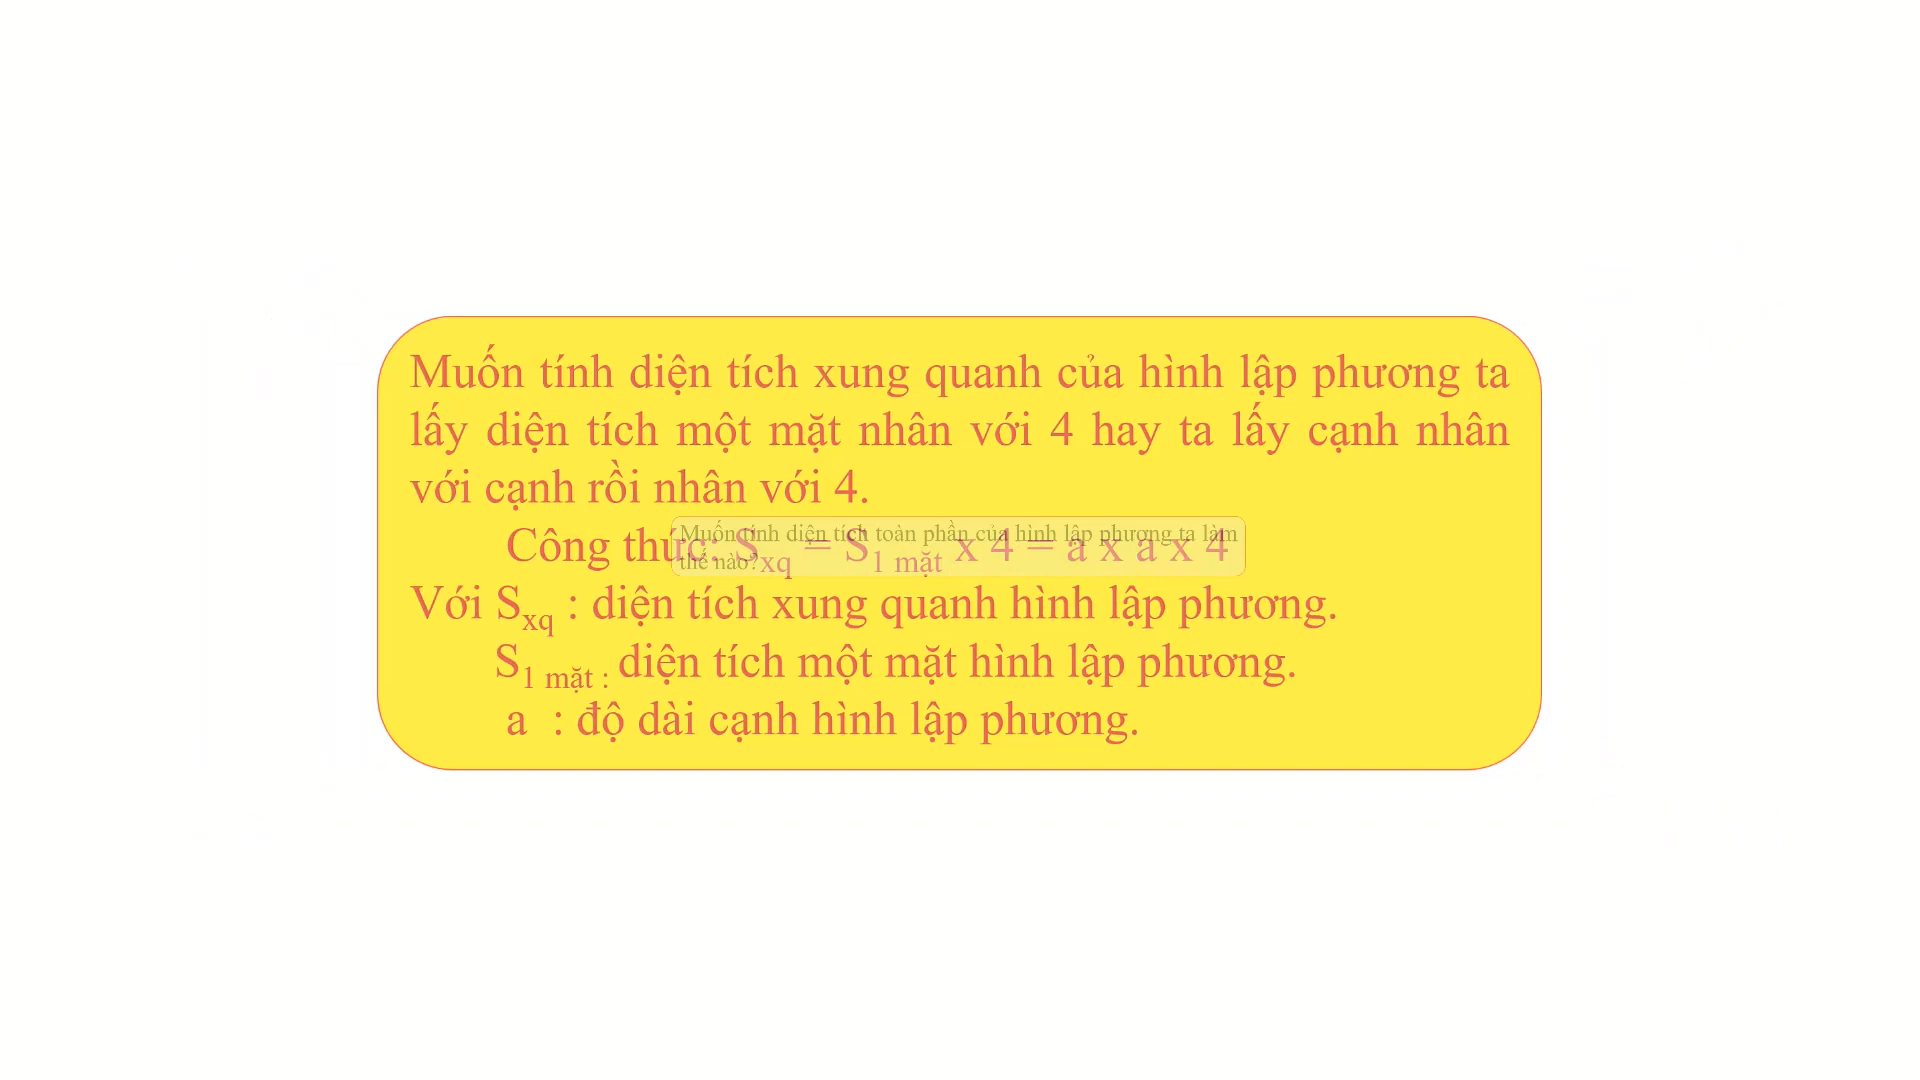 Muốn tính diện tích xung quanh của hình lập phương ta
lấy diện tích một mặt nhân với 4 hay ta lấy cạnh nhân
với cạnh rồi nhân với 4.
Công thức: Sxq = S1 mặt x 4 = a x a x 4
Muốn tính diện tích toàn phần của hình lập phương ta làm
thế nào?
Với Sxq : diện tích xung quanh hình lập phương.
S1 mặt : diện tích một mặt hình lập phương.
a : độ dài cạnh hình lập phương.